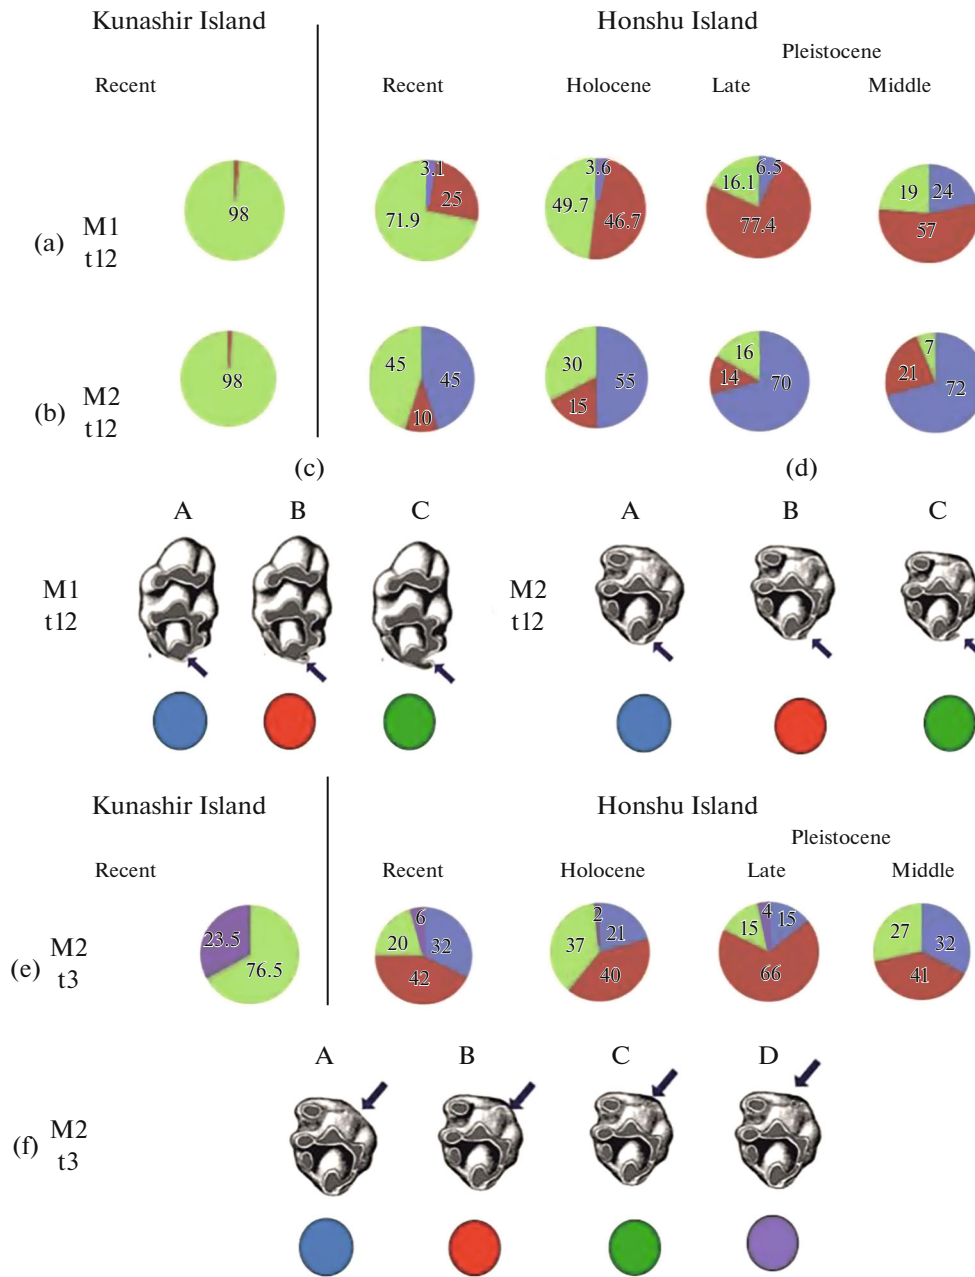 Kunashir Island Honshu Island
Pleistocene
Recent Recent Holocene Late Middle
98 3.1 25 71.9 3.6 46.7 49.7 6.5 77.4 16.1 24 57 19
(a) M1
t12
98 45 10 45 55 15 30 70 14 16 72 21 7
(b) M2
t12
(c) (d)
A B C A B C
M1
t12
M2
t12
Kunashir Island Honshu Island
Pleistocene
Recent Recent Holocene Late Middle
(e) M2
t3
23.5 76.5 6 32 42 20 2 21 40 37 4 15 66 15 32 41 27
A B C D
(f) M2
t3